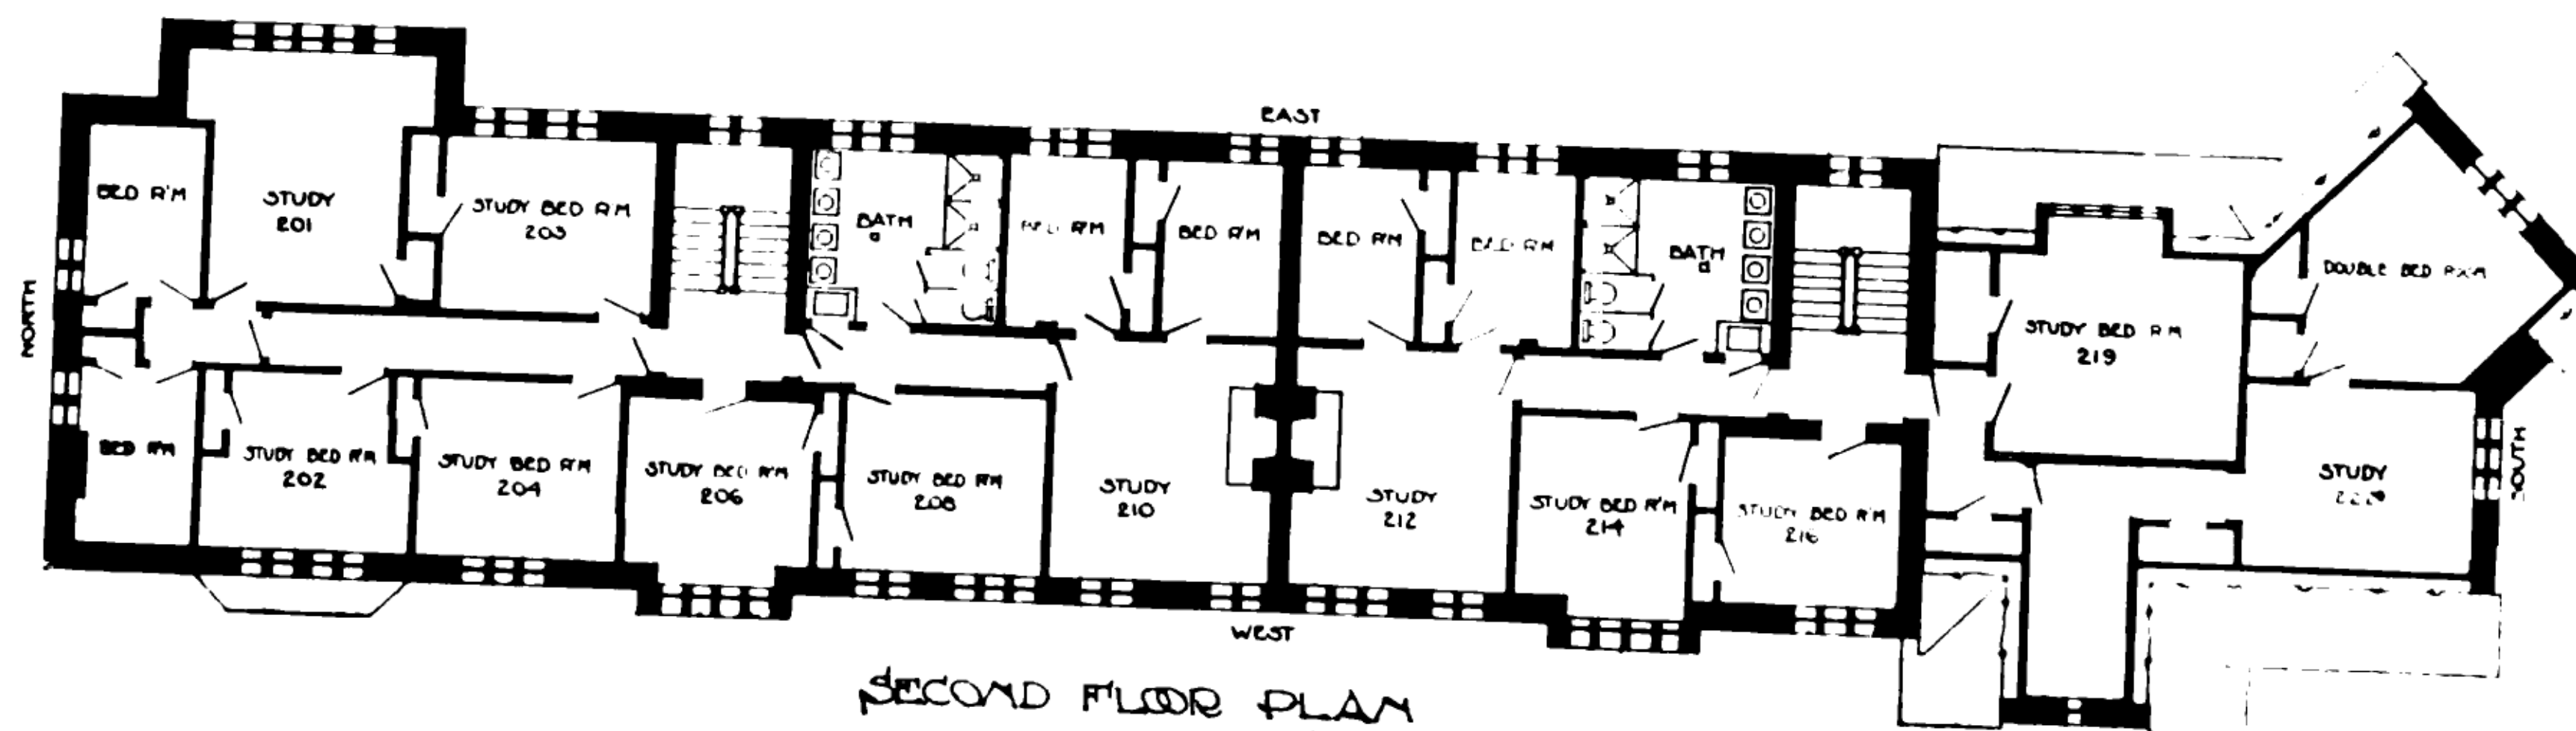 EAST
BED R'M
STUDY
201
STUDY BED R'M
203
BATH
BED R'M
BED R'M
BED R'M
BED R'M
BATH
STUDY BED R M
219
DOUBLE BED R'M
NORTH
BED R'M
STUDY BED R'M
202
STUDY BED R'M
204
STUDY BED R'M
206
STUDY BED R'M
208
STUDY
210
STUDY
212
STUDY BED R'M
214
STUDY BED R'M
216
STUDY
SOUTH
WEST
SECOND FLOOR PLAN